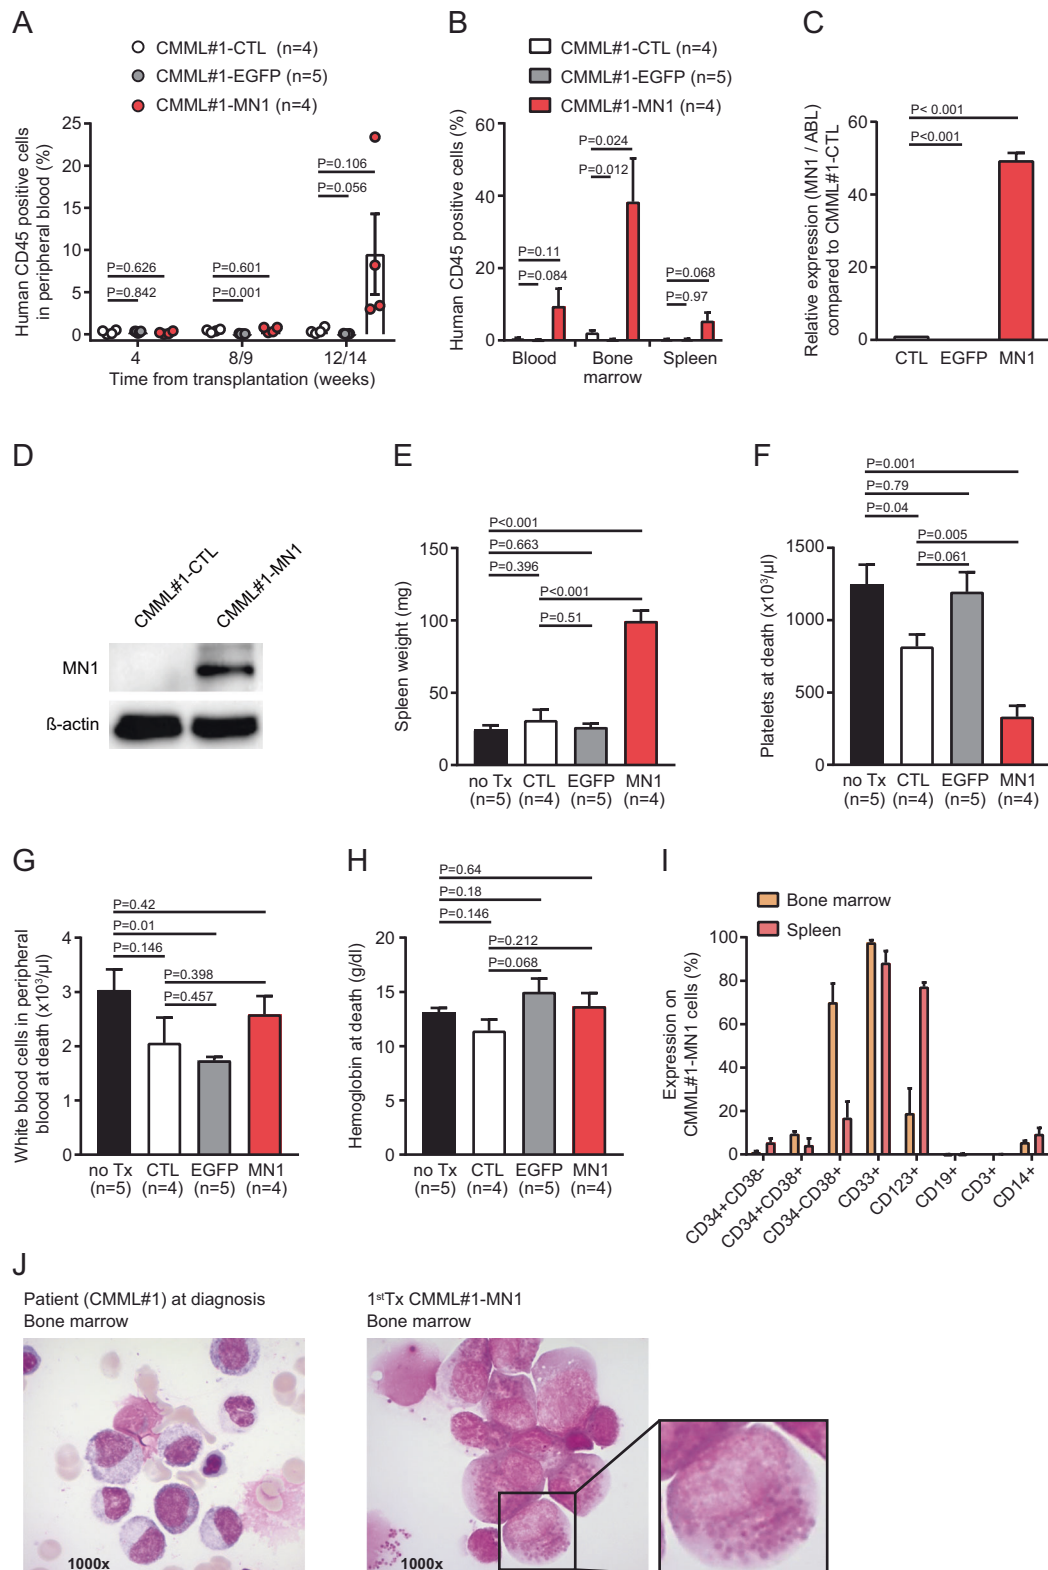 A
CMML#1-CTL (n=4)
CMML#1-EGFP (n=5)
CMML#1-MN1 (n=4)
Human CD45 positive cells
in peripheral blood (%)
25
20
15
10
5
0
P=0.626
P=0.842
P=0.601
P=0.001
P=0.106
P=0.056
4
8/9
12/14
Time from transplantation (weeks)
B
CMML#1-CTL (n=4)
CMML#1-EGFP (n=5)
CMML#1-MN1 (n=4)
Human CD45 positive cells (%)
60
40
20
0
P=0.11
P=0.084
P=0.024
P=0.012
P=0.068
P=0.97
Blood
Bone
marrow
Spleen
C
Relative expression (MN1 / ABL)
compared to CMML#1-CTL
60
40
20
0
P< 0.001
P<0.001
CTL
EGFP
MN1
D
CMML#1-CTL
CMML#1-MN1
MN1
ß-actin
E
Spleen weight (mg)
150
100
50
0
P<0.001
P=0.663
P=0.396
P<0.001
P=0.51
no Tx
(n=5)
CTL
(n=4)
EGFP
(n=5)
MN1
(n=4)
F
Platelets at death (x10³/µl)
1500
1000
500
0
P=0.001
P=0.79
P=0.04
P=0.005
P=0.061
no Tx
(n=5)
CTL
(n=4)
EGFP
(n=5)
MN1
(n=4)
G
White blood cells in peripheral
blood at death (x10³/µl)
4
3
2
1
0
P=0.42
P=0.01
P=0.146
P=0.398
P=0.457
no Tx
(n=5)
CTL
(n=4)
EGFP
(n=5)
MN1
(n=4)
H
Hemoglobin at death (g/dl)
20
15
10
5
0
P=0.64
P=0.18
P=0.146
P=0.212
P=0.068
no Tx
(n=5)
CTL
(n=4)
EGFP
(n=5)
MN1
(n=4)
I
Bone marrow
Spleen
Expression on
CMML#1-MN1 cells (%)
100
80
60
40
20
0
CD34+CD38-
CD34+CD38+
CD34-CD38+
CD33+
CD123+
CD19+
CD3+
CD14+
J
Patient (CMML#1) at diagnosis
Bone marrow
1000x
1ˢᵗTx CMML#1-MN1
Bone marrow
1000x